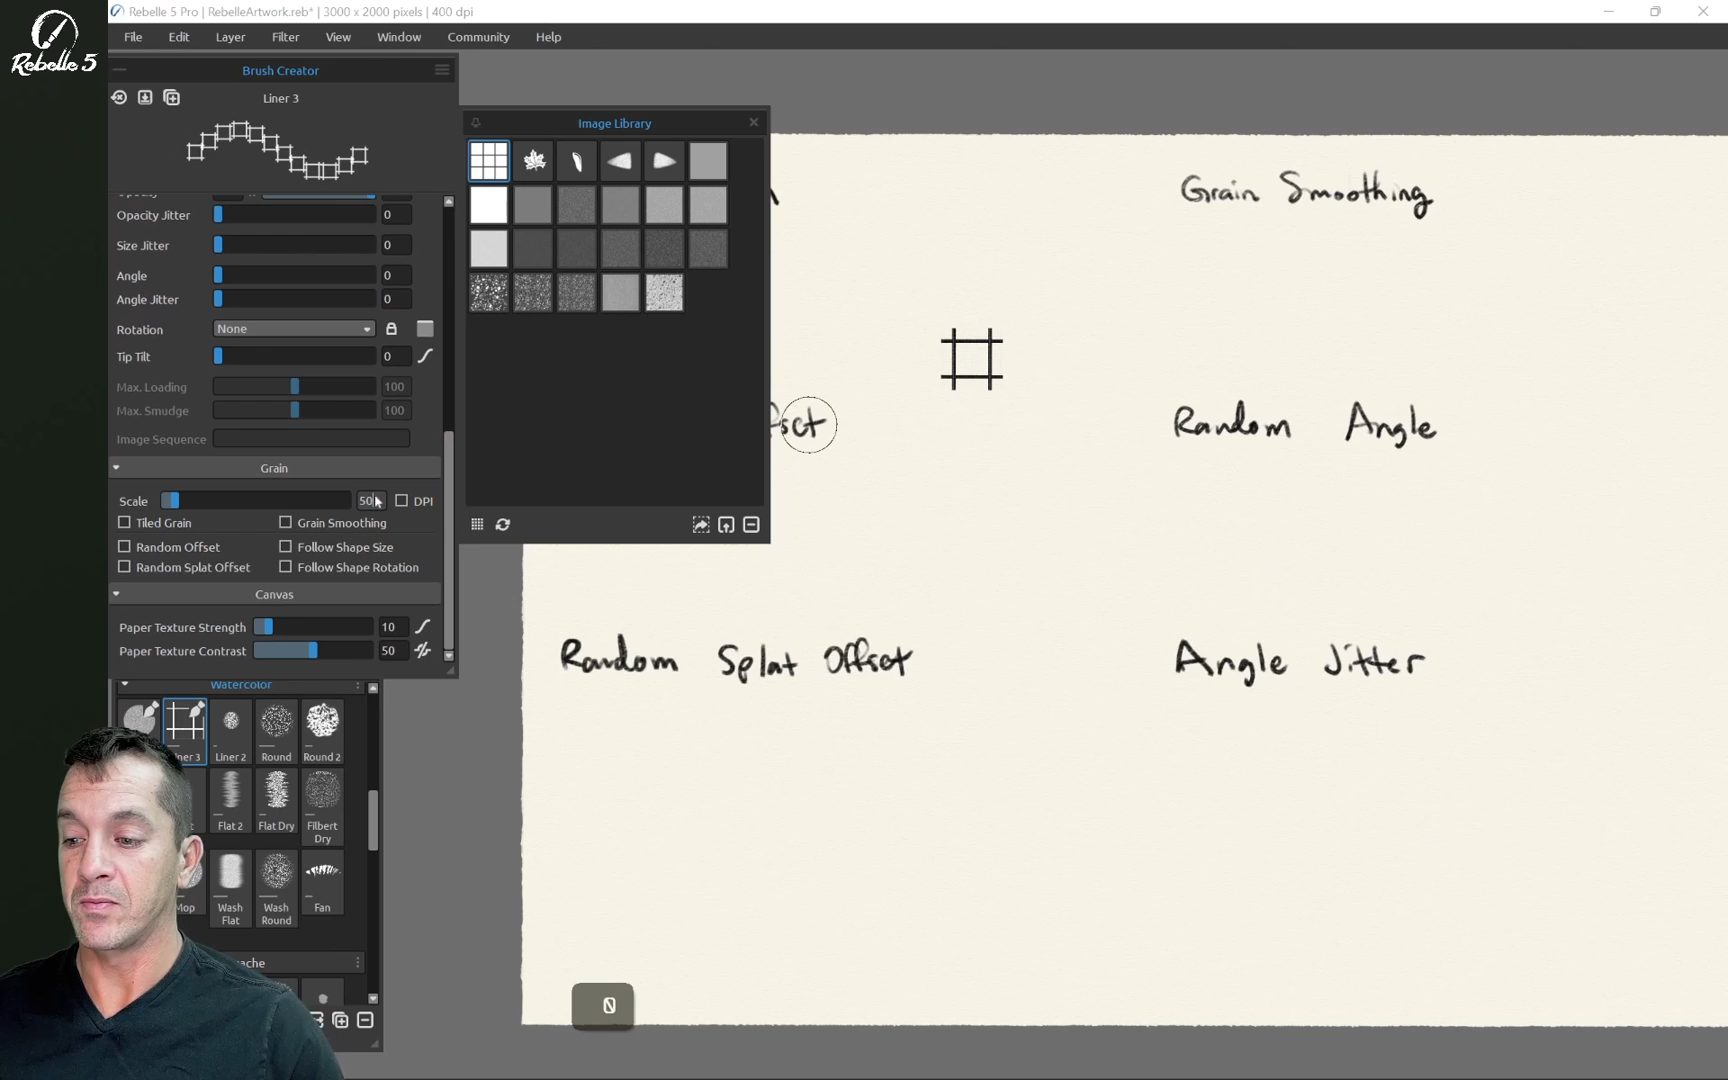 Rebelle 5
Rebelle 5 Pro | RebelleArtwork.reb* | 3000 x 2000 pixels | 400 dpi
File Edit Layer Filter View Window Community Help
Brush Creator
Liner 3
Opacity Jitter 0
Size Jitter 0
Angle 0
Angle Jitter 0
Rotation None
Tip Tilt 0
Max. Loading 100
Max. Smudge 100
Image Sequence
Grain
Scale 50 DPI
Tiled Grain Grain Smoothing
Random Offset Follow Shape Size
Random Splat Offset Follow Shape Rotation
Canvas
Paper Texture Strength 10
Paper Texture Contrast 50
Image Library
Grain Smoothing
Random Angle
Random Splat Offset
Angle Jitter
Watercolor
Liner 2 Round Round 2
Flat 2 Flat Dry Filbert
Dry
Mop Wash Wash Fan
Flat Round
0